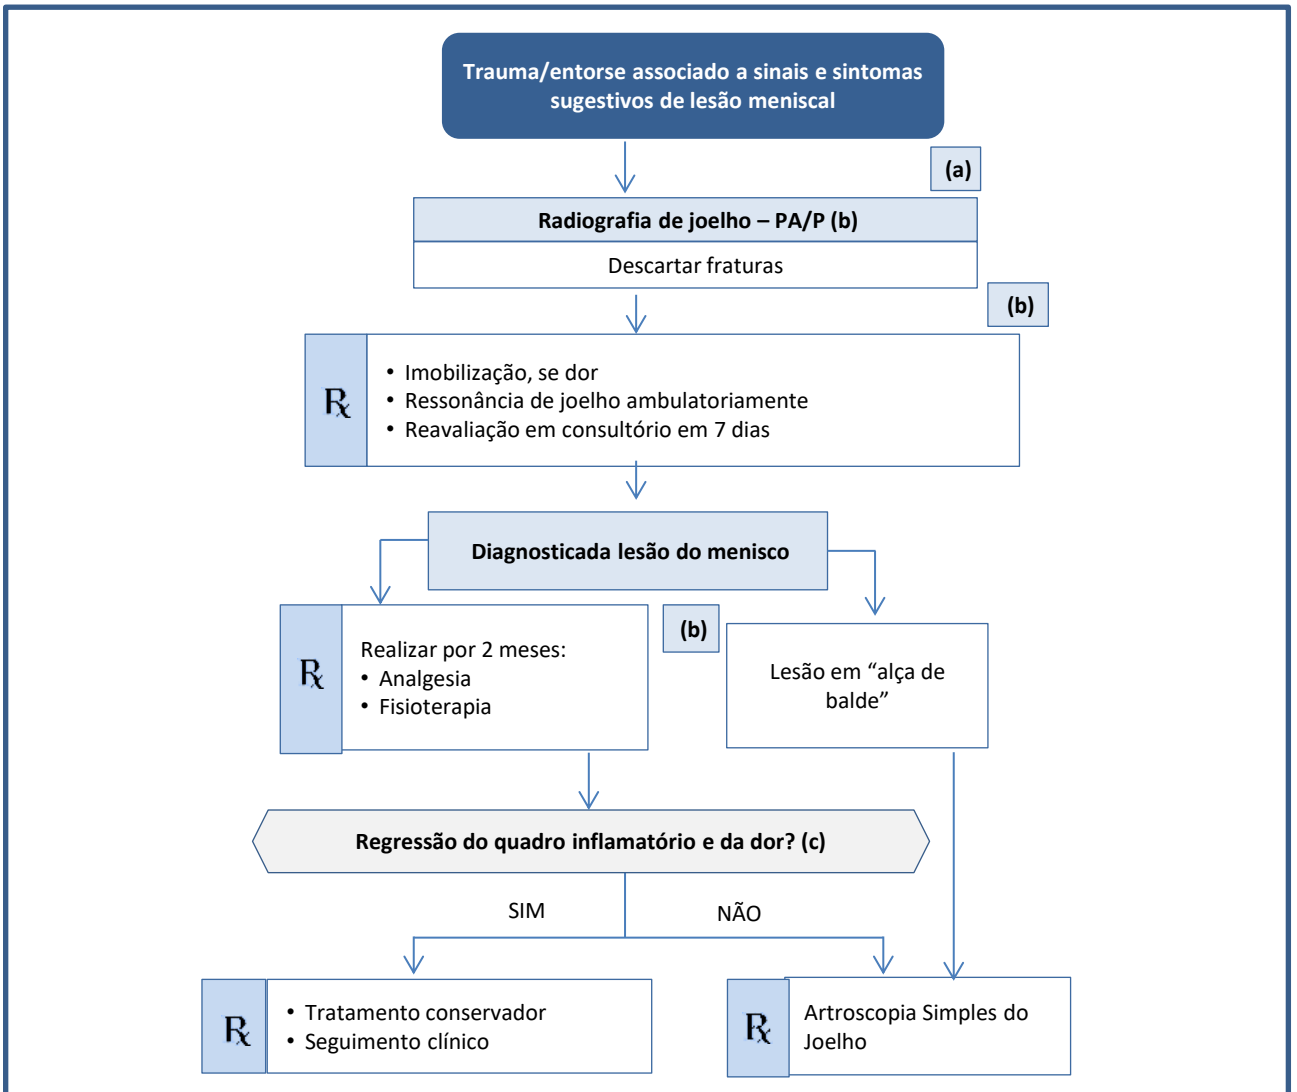 Trauma/entorse associado a sinais e sintomas
sugestivos de lesão meniscal
(a)
Radiografia de joelho – PA/P (b)
Descartar fraturas
(b)
℞
• Imobilização, se dor
• Ressonância de joelho ambulatoriamente
• Reavaliação em consultório em 7 dias
Diagnosticada lesão do menisco
℞
Realizar por 2 meses:
• Analgesia
• Fisioterapia
(b)
Lesão em “alça de
balde”
Regressão do quadro inflamatório e da dor? (c)
SIM
NÃO
℞
• Tratamento conservador
• Seguimento clínico
℞
Artroscopia Simples do
Joelho